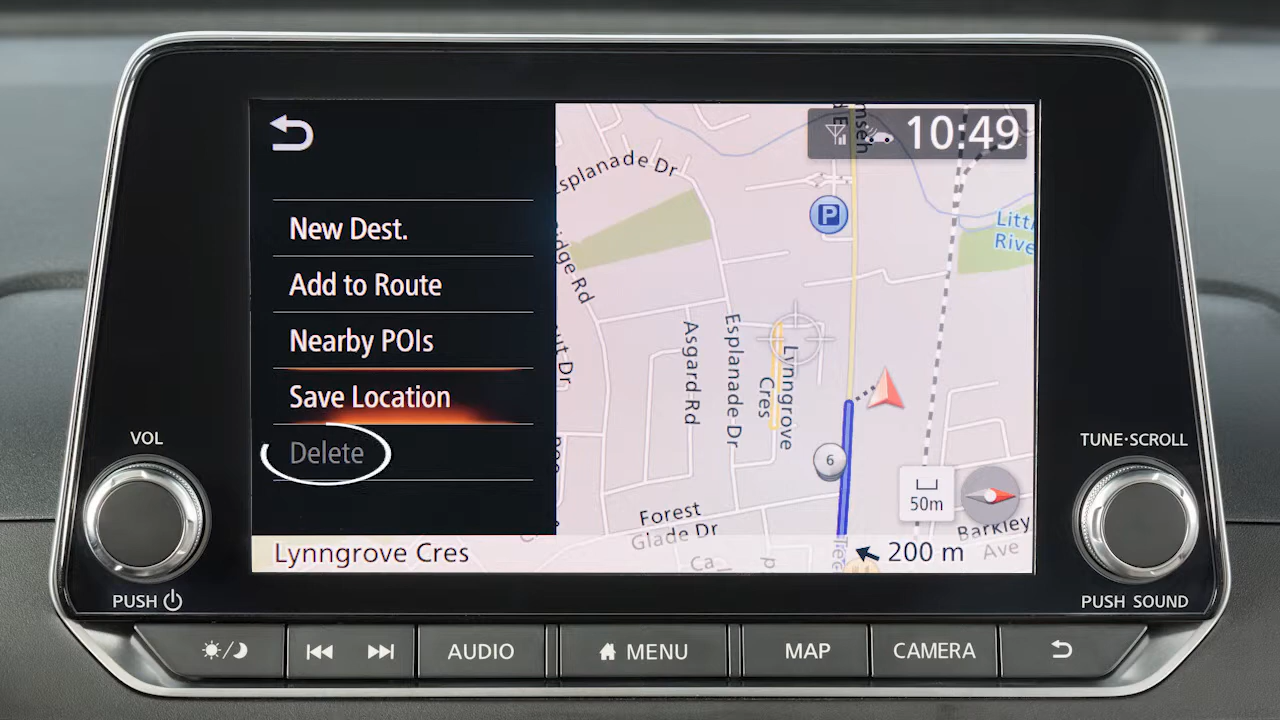 10:49
New Dest.
Add to Route
Nearby POIs
Save Location
Delete
Lynngrove Cres
Esplanade Dr
P
Asgard Rd
Esplanade Dr
Lynngrove
Cres
6
50m
Forest
Glade Dr
Barkley
Ave
200 m
VOL
PUSH
TUNE·SCROLL
PUSH SOUND
AUDIO
MENU
MAP
CAMERA